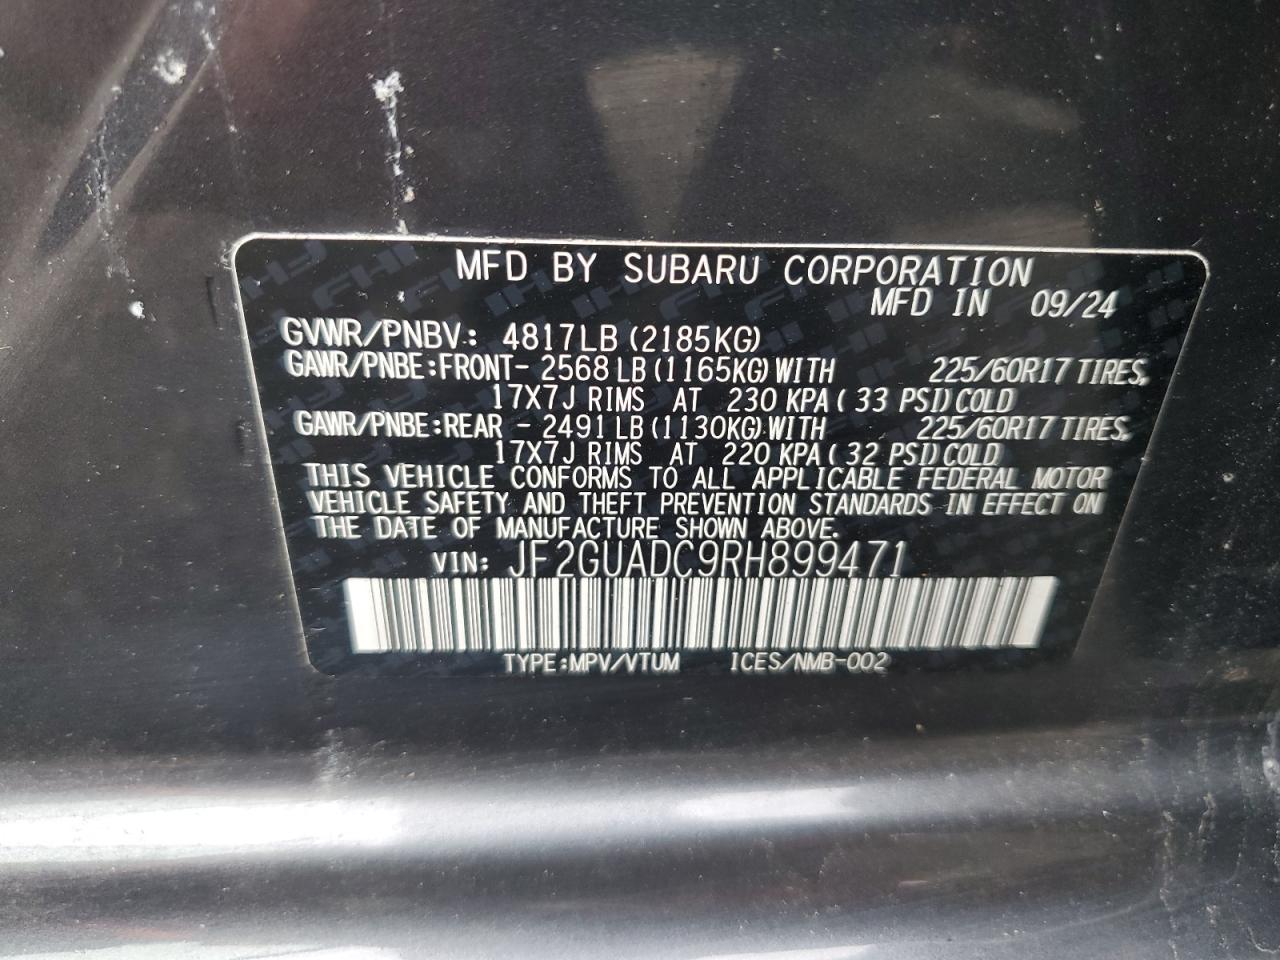 MFD BY SUBARU CORPORATION
MFD IN 09/24
GVWR/PNBV: 4817LB (2185KG)
GAWR/PNBE:FRONT- 2568 LB (1165KG) WITH 225/60R17 TIRES,
17X7J RIMS AT 230 KPA ( 33 PSI) COLD
GAWR/PNBE:REAR - 2491 LB (1130KG) WITH 225/60R17 TIRES,
17X7J RIMS AT 220 KPA ( 32 PSI) COLD
THIS VEHICLE CONFORMS TO ALL APPLICABLE FEDERAL MOTOR
VEHICLE SAFETY AND THEFT PREVENTION STANDARDS IN EFFECT ON
THE DATE OF MANUFACTURE SHOWN ABOVE.
VIN: JF2GUADC9RH899471
TYPE:MPV/VTUM ICES/NMB-002